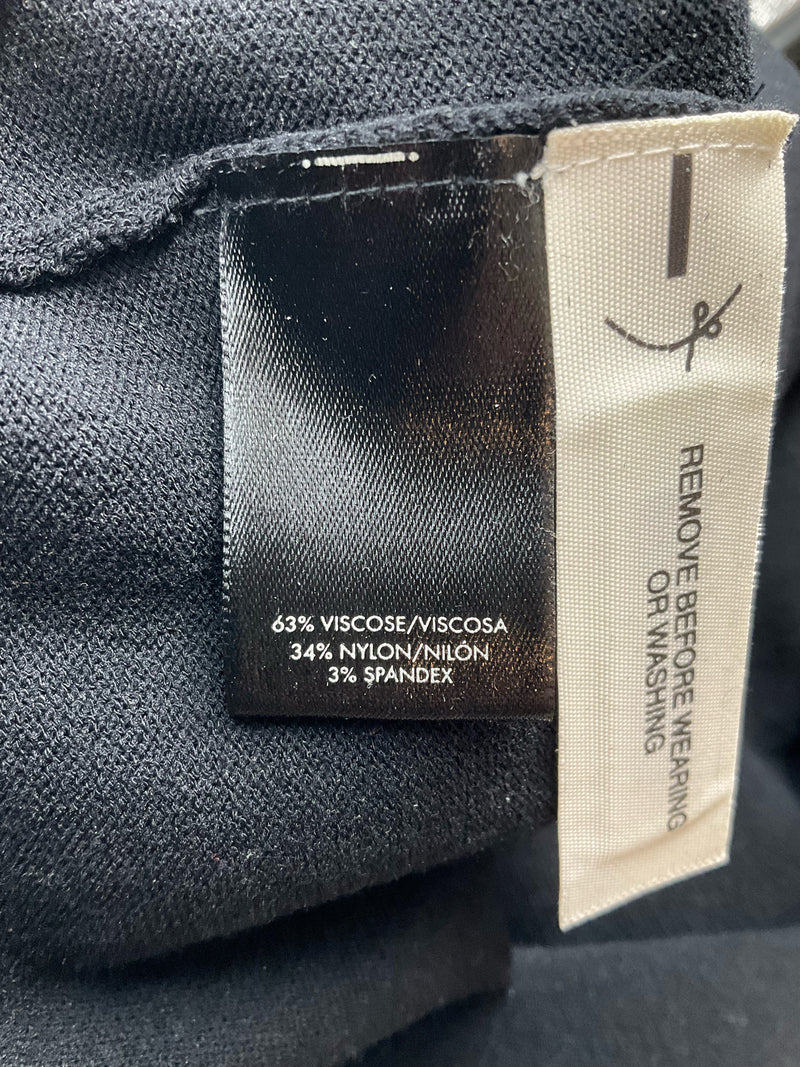 63% VISCOSE/VISCOSA
34% NYLON/NILÓN
3% SPANDEX
REMOVE BEFORE WEARING
OR WASHING